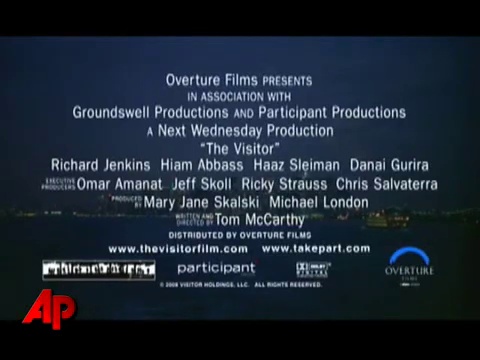 Overture Films PRESENTS
IN ASSOCIATION WITH
Groundswell Productions AND Participant Productions
A Next Wednesday Production
“The Visitor”
Richard Jenkins Hiam Abbass Haaz Sleiman Danai Gurira
EXECUTIVE PRODUCERS Omar Amanat Jeff Skoll Ricky Strauss Chris Salvaterra
PRODUCED BY Mary Jane Skalski Michael London
WRITTEN AND DIRECTED BY Tom McCarthy
DISTRIBUTED BY OVERTURE FILMS
www.thevisitorfilm.com www.takepart.com
participant DOLBY DIGITAL OVERTURE FILMS
© 2008 VISITOR HOLDINGS, LLC. ALL RIGHTS RESERVED.
AP